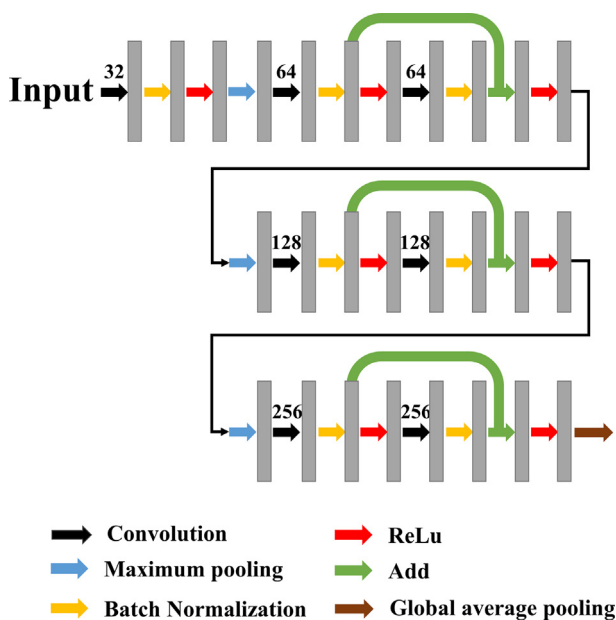 32
64
64
Input
128
128
256
256
Convolution
ReLu
Maximum pooling
Add
Batch Normalization
Global average pooling